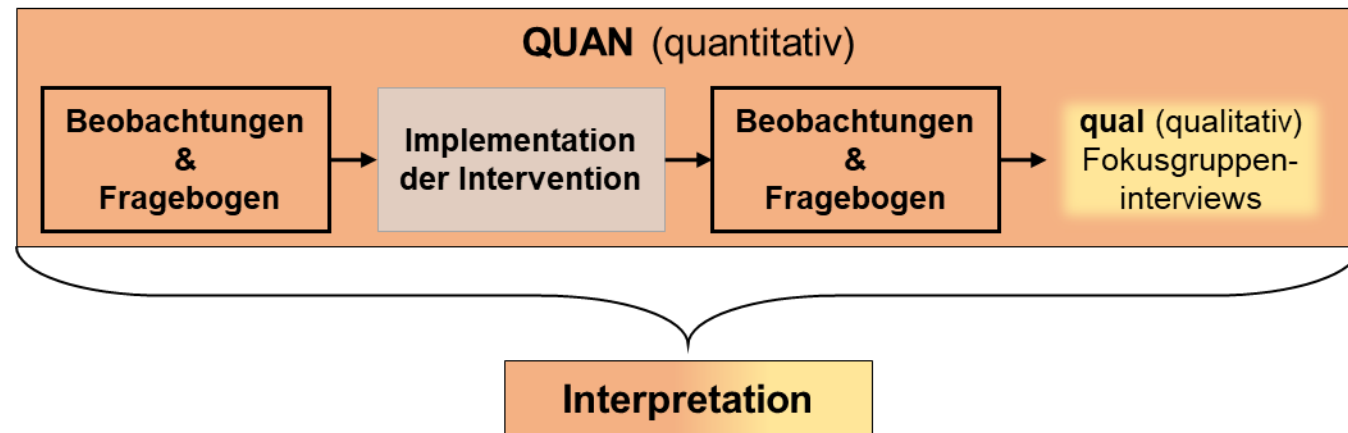 QUAN (quantitativ)
Beobachtungen
&
Fragebogen
Implementation
der Intervention
Beobachtungen
&
Fragebogen
qual (qualitativ)
Fokusgruppen-
interviews
Interpretation